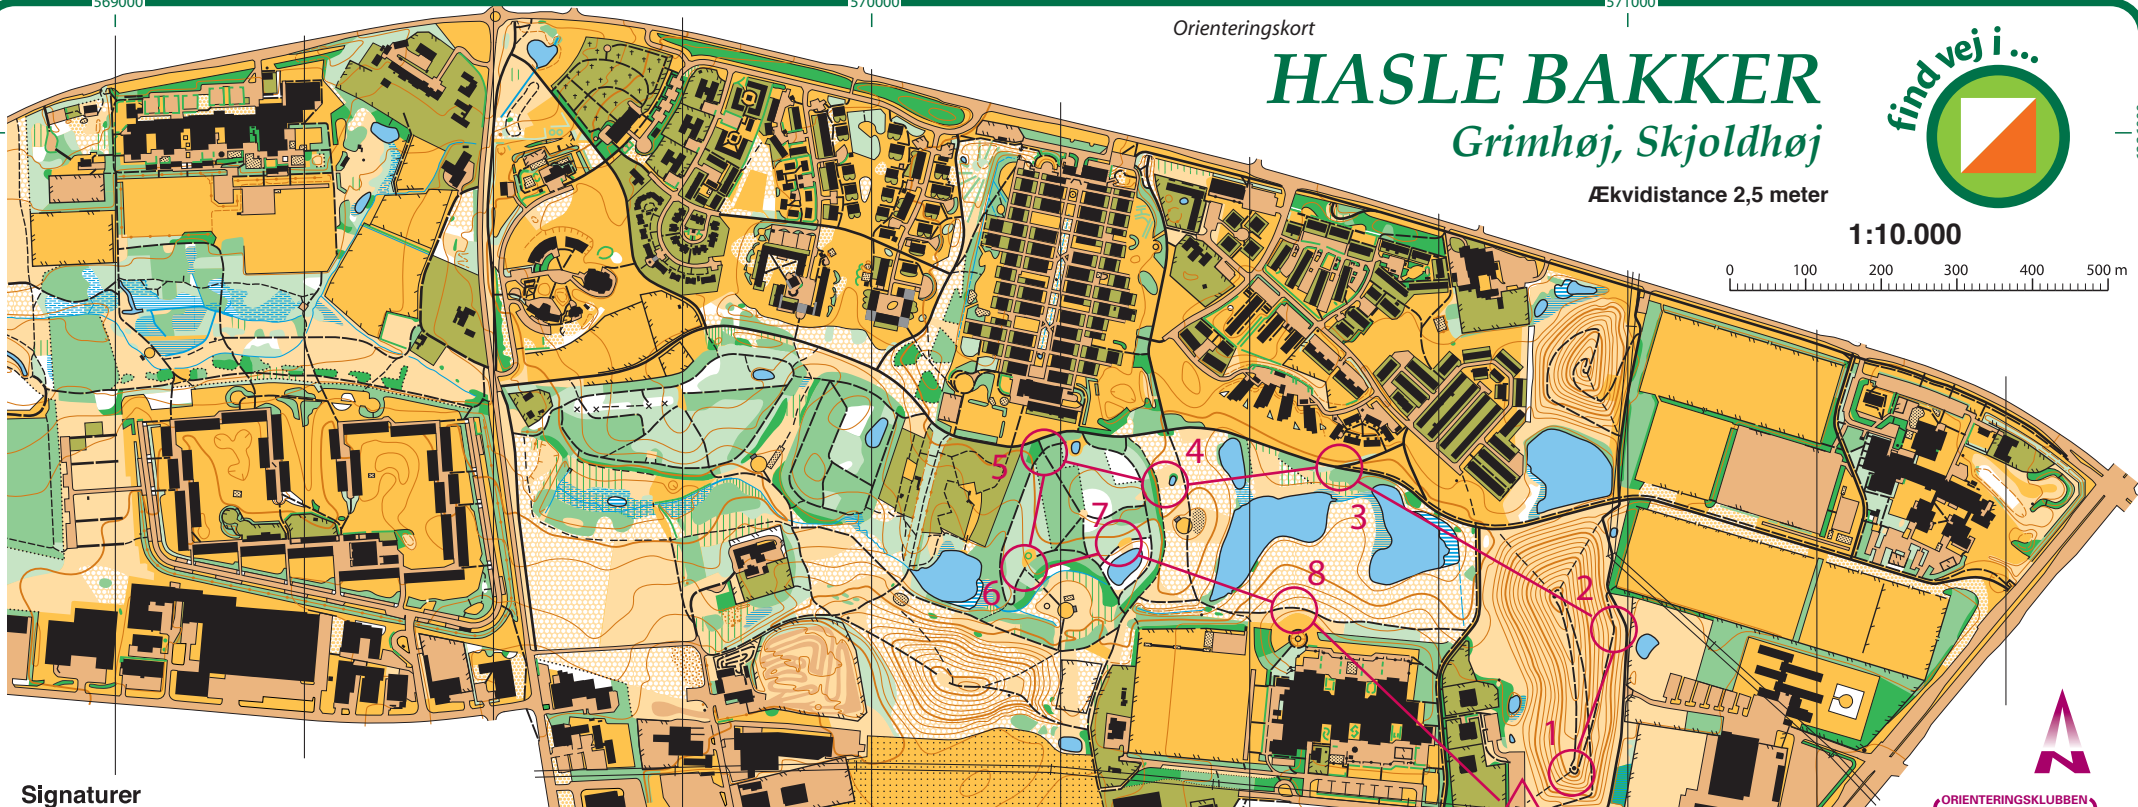 569000
570000
571000
Orienteringskort
HASLE BAKKER
Grimhøj, Skjoldhøj
find vej i ...
Ækvidistance 2,5 meter
1:10.000
0 100 200 300 400 500 m
4
5
7
3
8
6
2
1
Signaturer
N
ORIENTERINGSKLUBBEN